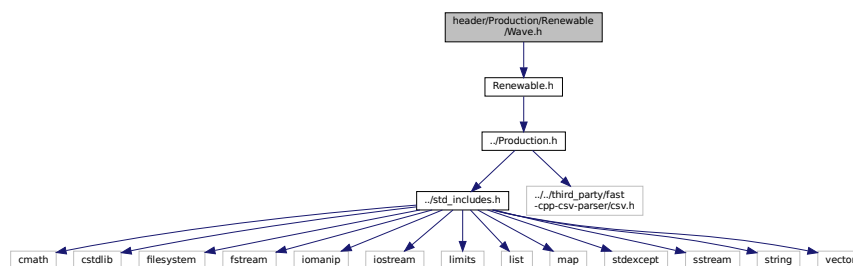 header/Production/Renewable
/Wave.h
Renewable.h
../Production.h
../std_includes.h
../../third_party/fast
-cpp-csv-parser/csv.h
cmath
cstdlib
filesystem
fstream
iomanip
iostream
limits
list
map
stdexcept
sstream
string
vector